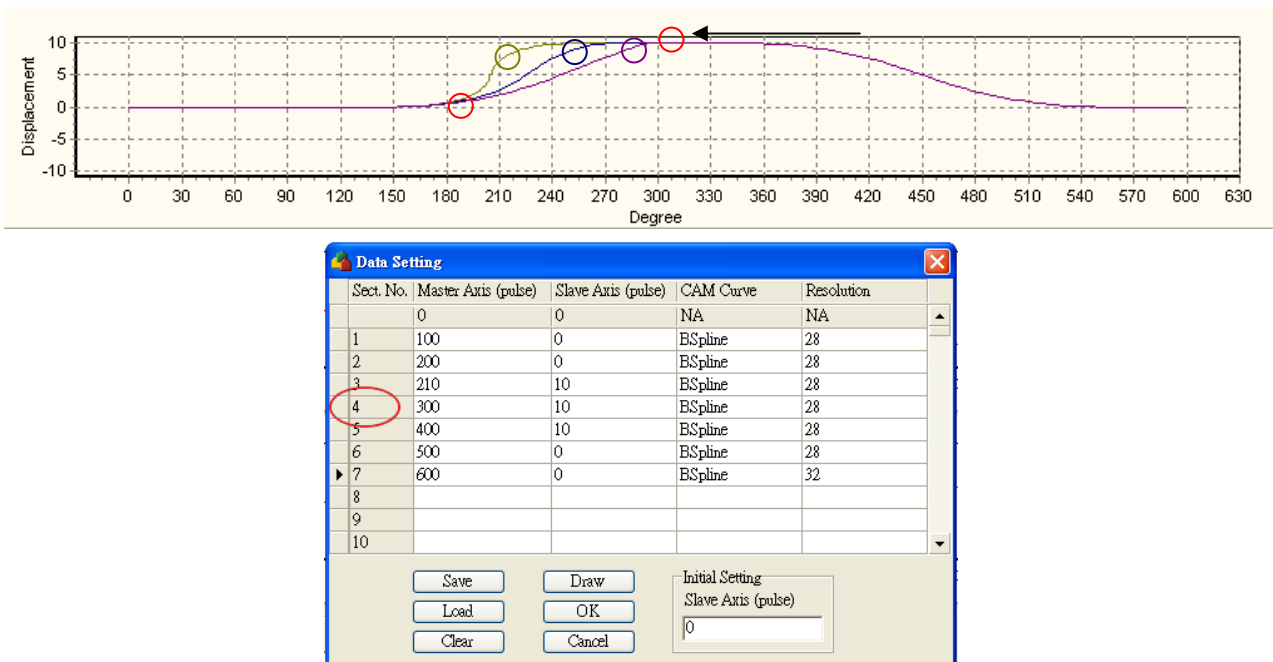 10
5
0
-5
-10
Displacement
0 30 60 90 120 150 180 210 240 270 300 330 360 390 420 450 480 510 540 570 600 630
Degree
Data Setting
Sect. No. Master Axis (pulse) Slave Axis (pulse) CAM Curve Resolution
0 0 NA NA
1 100 0 BSpline 28
2 200 0 BSpline 28
3 210 10 BSpline 28
4 300 10 BSpline 28
5 400 10 BSpline 28
6 500 0 BSpline 28
7 600 0 BSpline 32
8
9
10
Save Draw Initial Setting
Load OK Slave Axis (pulse)
Clear Cancel 0